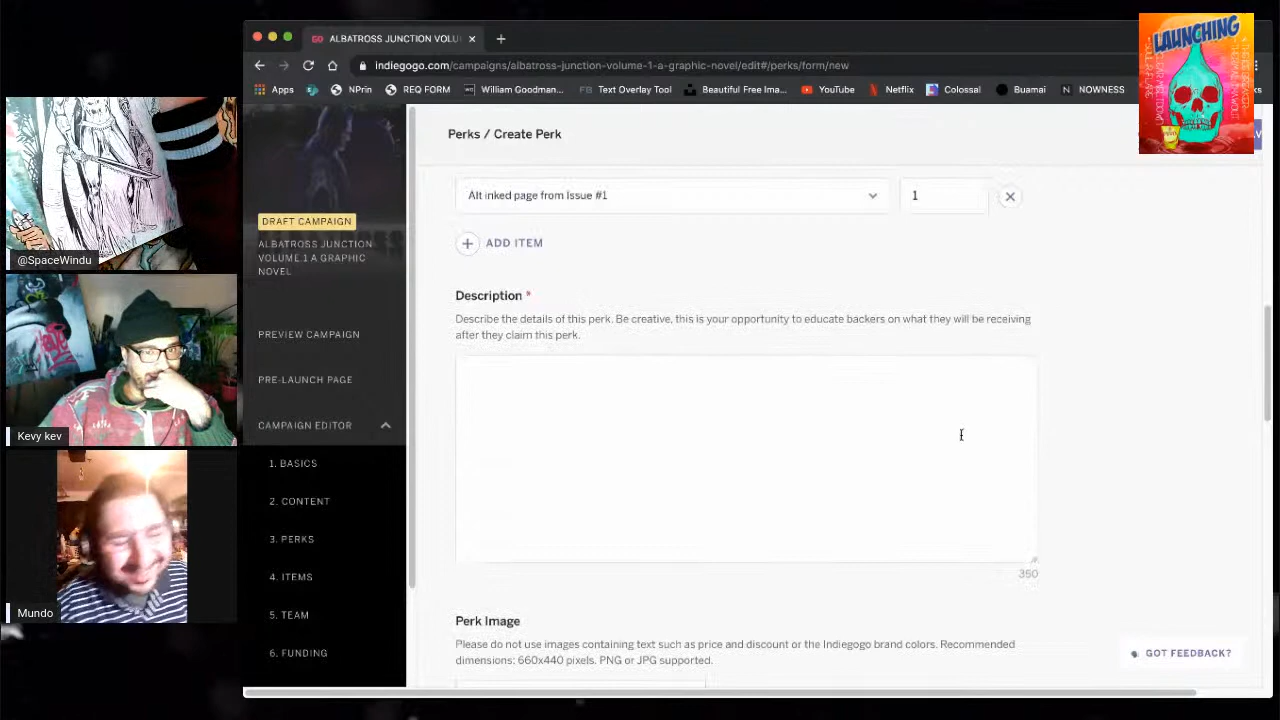 ALBATROSS JUNCTION VOLU
indiegogo.com/campaigns/albatross-junction-volume-1-a-graphic-novel/edit#/perks/form/new
Apps
NPrin
REQ FORM
William Goodman...
FB Text Overlay Tool
Beautiful Free Ima...
YouTube
Netflix
Colossal
Buamai
N NOWNESS
LAUNCHING
Perks / Create Perk
Alt inked page from Issue #1
1
ADD ITEM
DRAFT CAMPAIGN
ALBATROSS JUNCTION
VOLUME 1 A GRAPHIC
NOVEL
PREVIEW CAMPAIGN
PRE-LAUNCH PAGE
CAMPAIGN EDITOR
1. BASICS
2. CONTENT
3. PERKS
4. ITEMS
5. TEAM
6. FUNDING
Description *
Describe the details of this perk. Be creative, this is your opportunity to educate backers on what they will be receiving
after they claim this perk.
350
Perk Image
Please do not use images containing text such as price and discount or the Indiegogo brand colors. Recommended
dimensions: 660x440 pixels. PNG or JPG supported.
GOT FEEDBACK?
@SpaceWindu
Kevy kev
Mundo